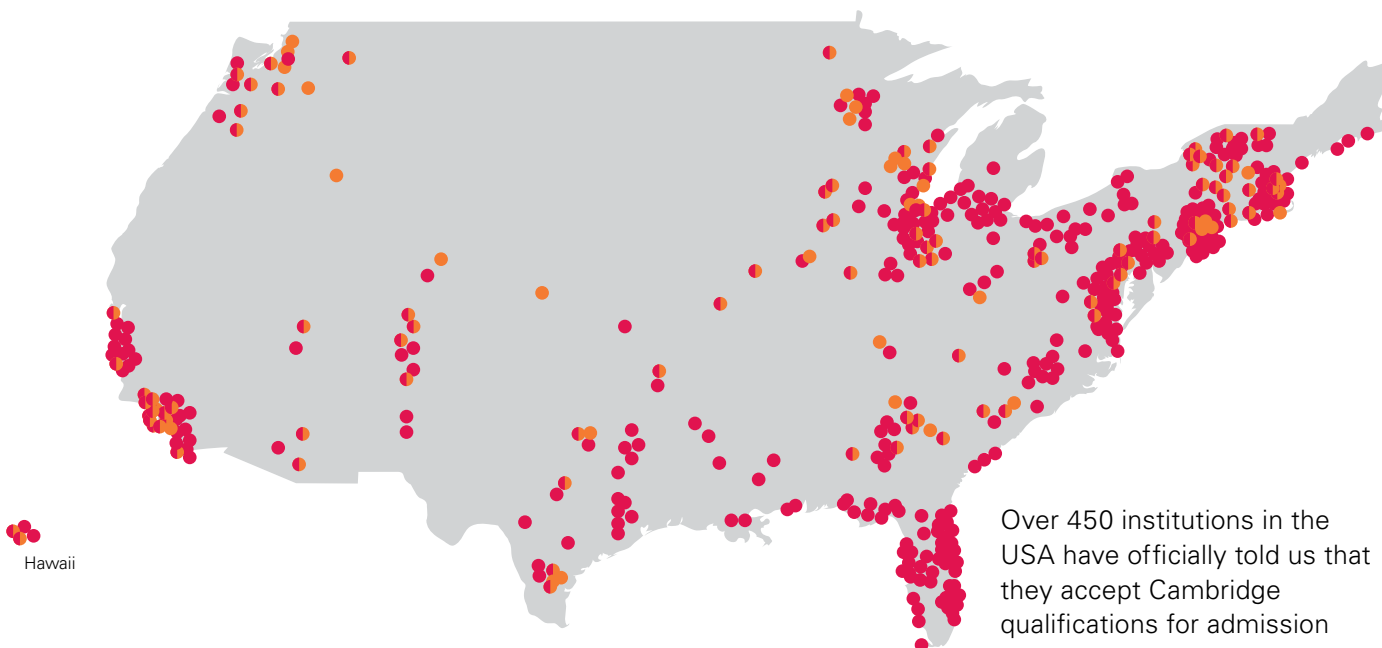 Hawaii
Over 450 institutions in the
USA have officially told us that
they accept Cambridge
qualifications for admission